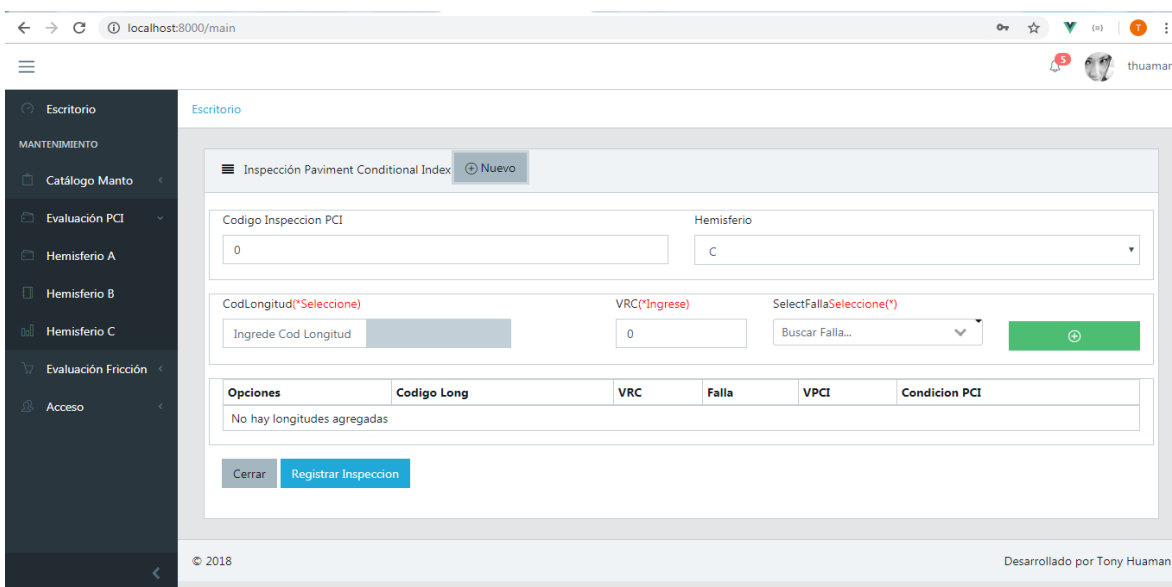 localhost:8000/main
T
5
thuaman
Escritorio
MANTENIMIENTO
Catálogo Manto
Evaluación PCI
Hemisferio A
Hemisferio B
Hemisferio C
Evaluación Fricción
Acceso
Escritorio
Inspección Paviment Conditional Index Nuevo
Codigo Inspeccion PCI Hemisferio
0 C
CodLongitud(*Seleccione) VRC(*Ingrese) SelectFallaSeleccione(*)
Ingrede Cod Longitud 0 Buscar Falla...
Opciones Codigo Long VRC Falla VPCI Condicion PCI
No hay longitudes agregadas
Cerrar Registrar Inspeccion
© 2018 Desarrollado por Tony Huaman